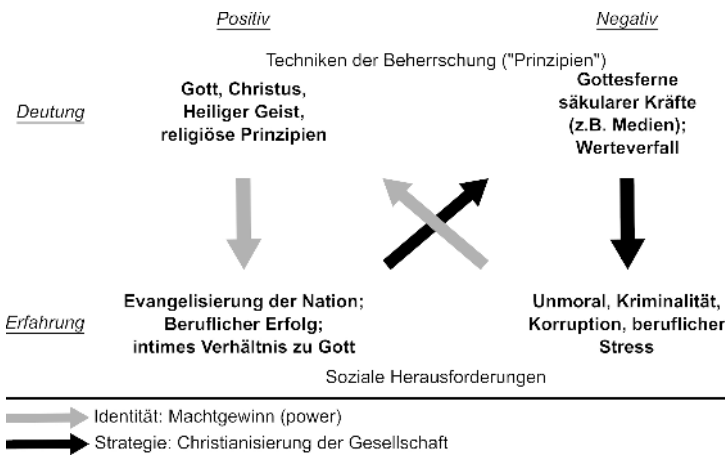 Positiv
Negativ
Techniken der Beherrschung ("Prinzipien")
Deutung
Gott, Christus,
Heiliger Geist,
religiöse Prinzipien
Gottesferne
säkularer Kräfte
(z.B. Medien);
Werteverfall
Erfahrung
Evangelisierung der Nation;
Beruflicher Erfolg;
intimes Verhältnis zu Gott
Unmoral, Kriminalität,
Korruption, beruflicher
Stress
Soziale Herausforderungen
Identität: Machtgewinn (power)
Strategie: Christianisierung der Gesellschaft